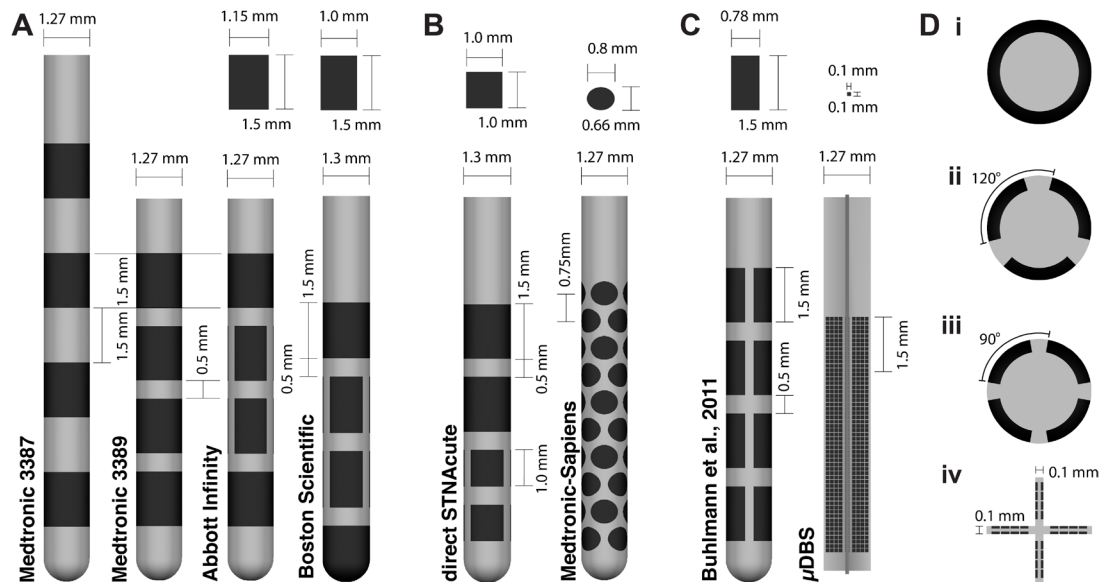 A
1.27 mm
1.15 mm
1.0 mm
1.5 mm
1.5 mm
1.27 mm
1.27 mm
1.3 mm
1.5 mm
1.5 mm
0.5 mm
1.5 mm
0.5 mm
Medtronic 3387
Medtronic 3389
Abbott Infinity
Boston Scientific
B
1.0 mm
0.8 mm
1.0 mm
0.66 mm
1.3 mm
1.27 mm
1.5 mm
0.5 mm
1.0 mm
0.75mm
direct STNAcute
Medtronic-Sapiens
C
0.78 mm
0.1 mm
0.1 mm
1.5 mm
1.27 mm
1.27 mm
1.5 mm
0.5 mm
1.5 mm
Buhlmann et al., 2011
µDBS
D
i
ii
120°
iii
90°
iv
0.1 mm
0.1 mm